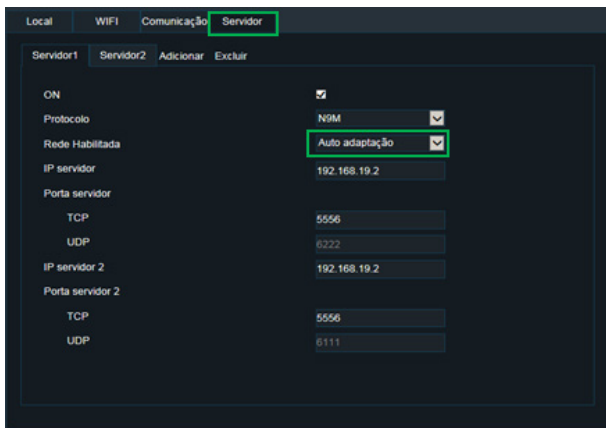 Local WIFI Comunicação Servidor
Servidor1 Servidor2 Adicionar Excluir
ON
Protocolo N9M
Rede Habilitada Auto adaptação
IP servidor 192.168.19.2
Porta servidor
TCP 5556
UDP 6222
IP servidor 2 192.168.19.2
Porta servidor 2
TCP 5556
UDP 6111